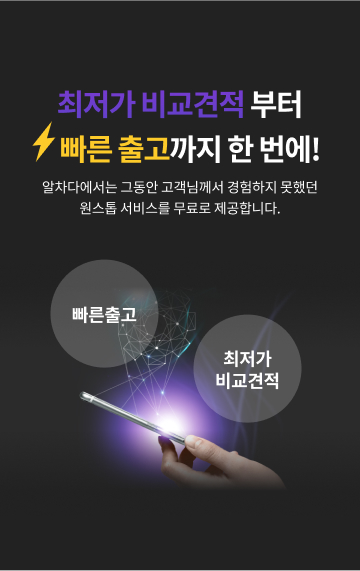 최저가 비교견적 부터
빠른 출고까지 한 번에!
알차다에서는 그동안 고객님께서 경험하지 못했던
원스톱 서비스를 무료로 제공합니다.
빠른출고
최저가
비교견적